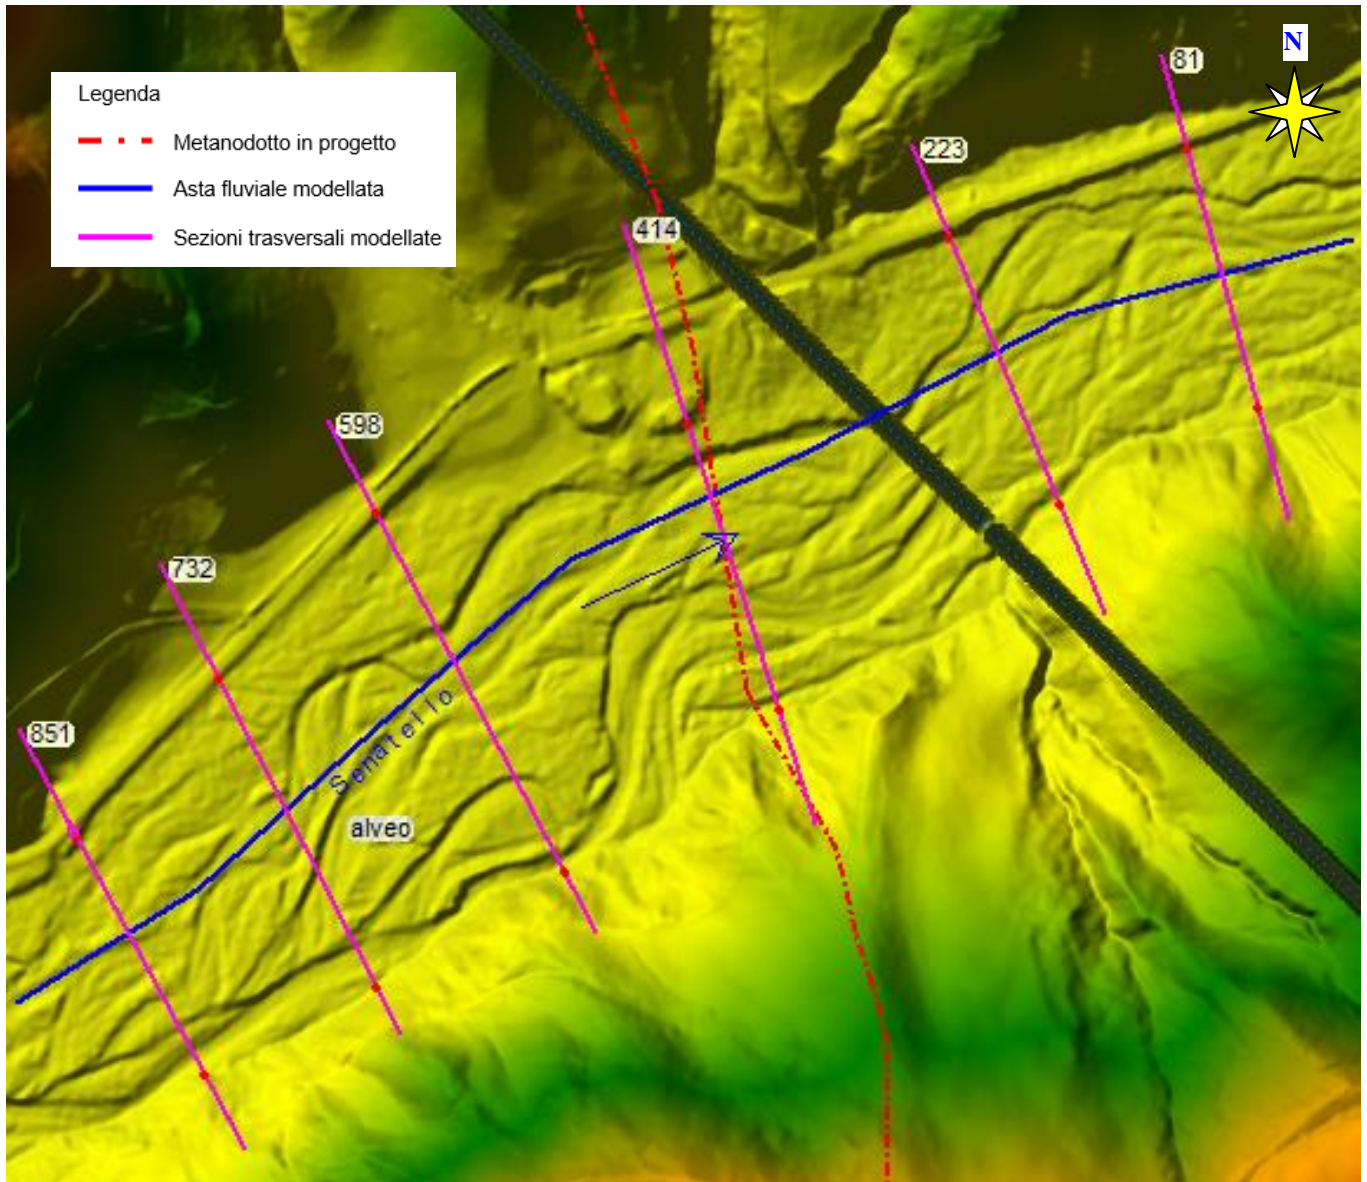 N
81
Legenda
Metanodotto in progetto
223
Asta fluviale modellata
414
Sezioni trasversali modellate
598
732
Senatello
851
alveo